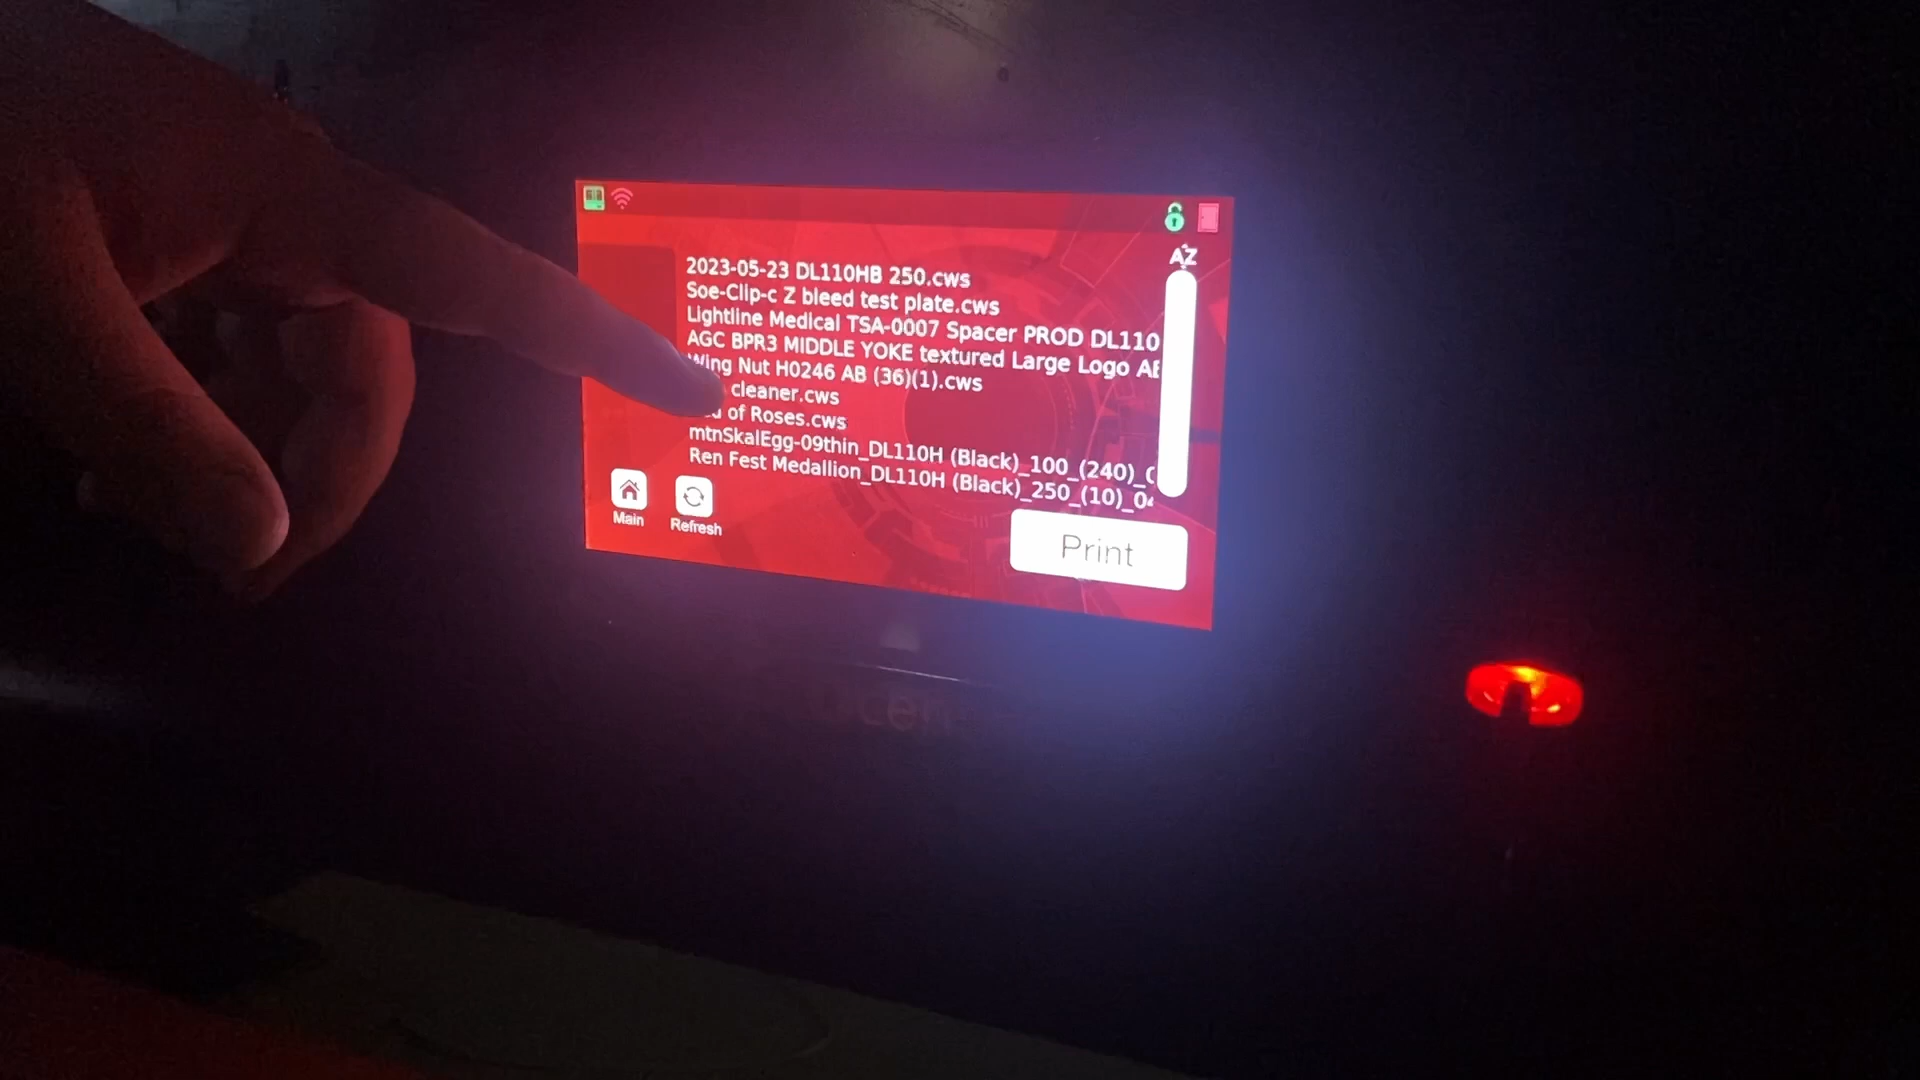 AZ
2023-05-23 DL110HB 250.cws
Soe-Clip-c Z bleed test plate.cws
Lightline Medical TSA-0007 Spacer PROD DL110
AGC BPR3 MIDDLE YOKE textured Large Logo
Wing Nut H0246 AB (36)(1).cws
cleaner.cws
of Roses.cws
mtnSkalEgg-09thin_DL110H (Black)_100_(240)_
Ren Fest Medallion_DL110H (Black)_250_(10)_0
Main
Refresh
Print